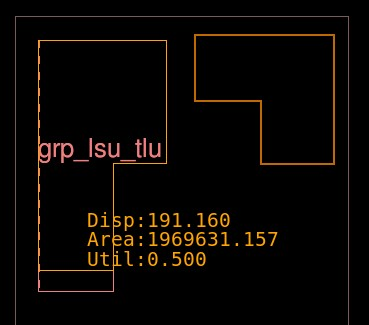 grp_lsu_tlu
Disp:191.160
Area:1969631.157
Util:0.500